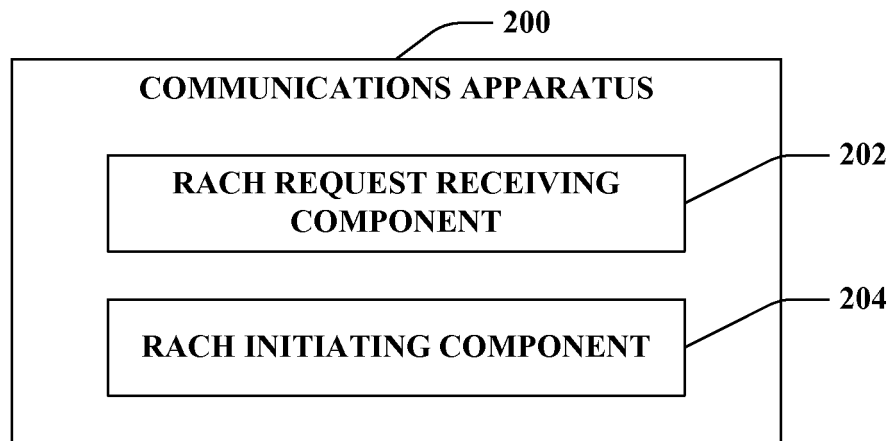 200
COMMUNICATIONS APPARATUS
202
RACH REQUEST RECEIVING
COMPONENT
204
RACH INITIATING COMPONENT